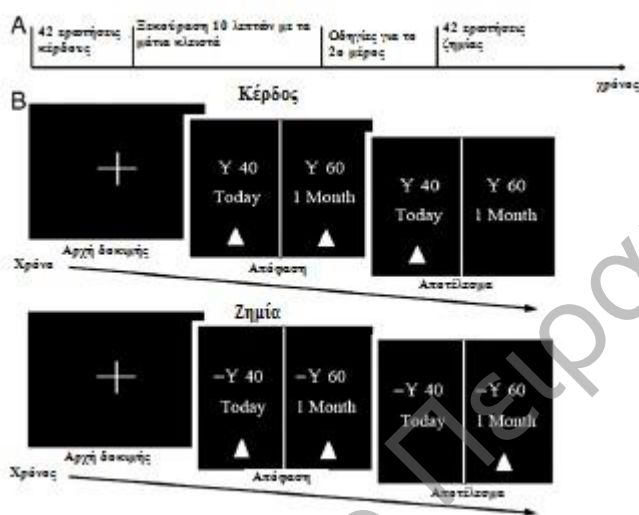 A
42 ερωτήσεις
κέρδους
Ξεκούραση 10 λεπτών με τα
μάτια κλειστά
Οδηγίες για το
2ο μέρος
42 ερωτήσεις
ζημίας
χρόνος
B
Κέρδος
Y 40
Today
Y 60
1 Month
Y 40
Today
Y 60
1 Month
Αρχή δοκιμής
Απόφαση
Αποτέλεσμα
Χρόνο
Ζημία
–Y 40
Today
–Y 60
1 Month
–Y 40
Today
–Y 60
1 Month
Αρχή δοκιμής
Απόφαση
Αποτέλεσμα
Χρόνος